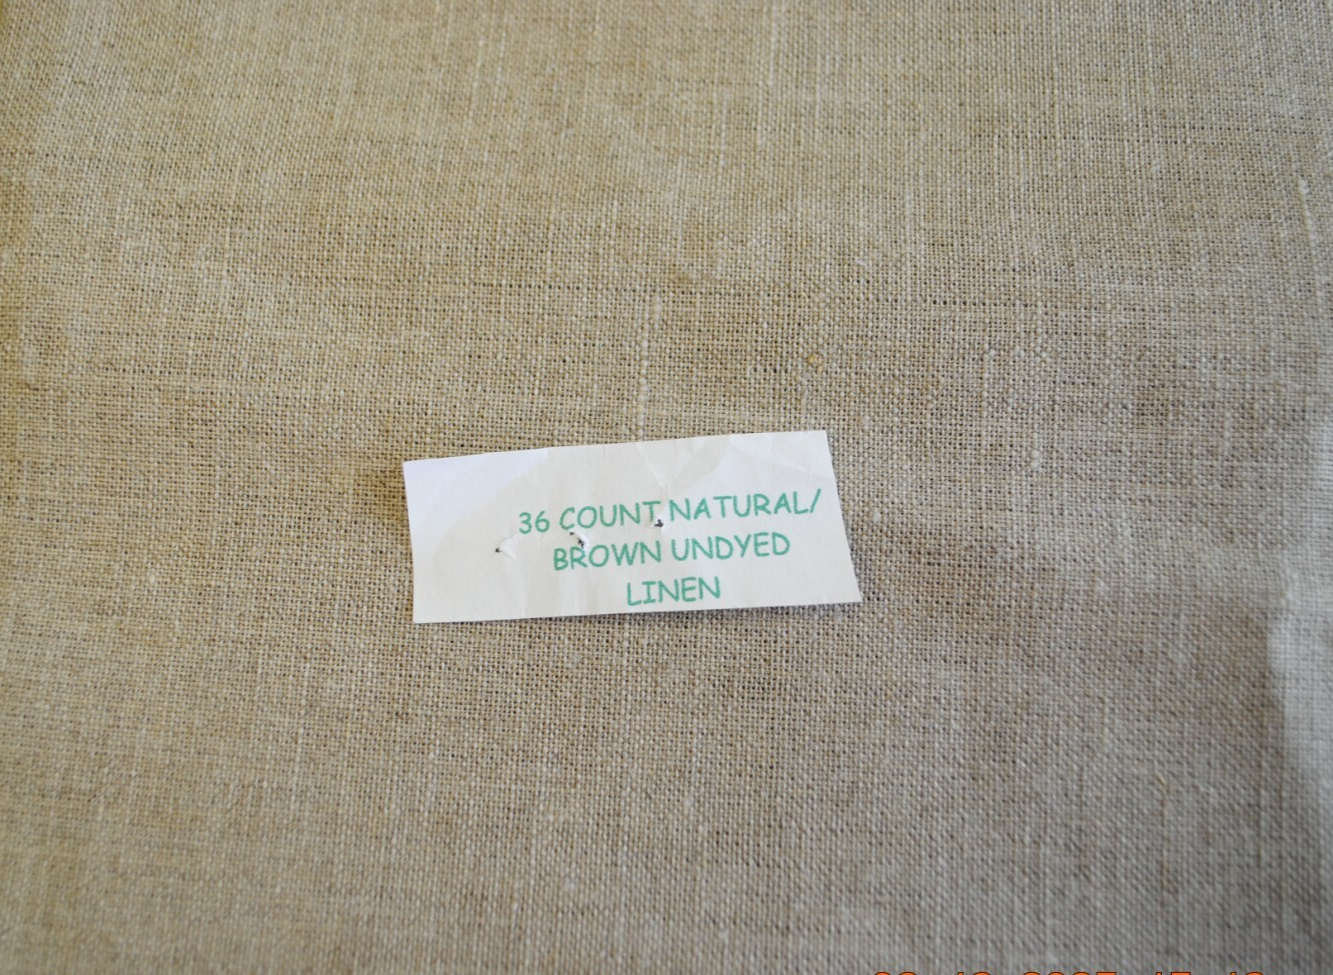 36 COUNT NATURAL/
BROWN UNDYED
LINEN